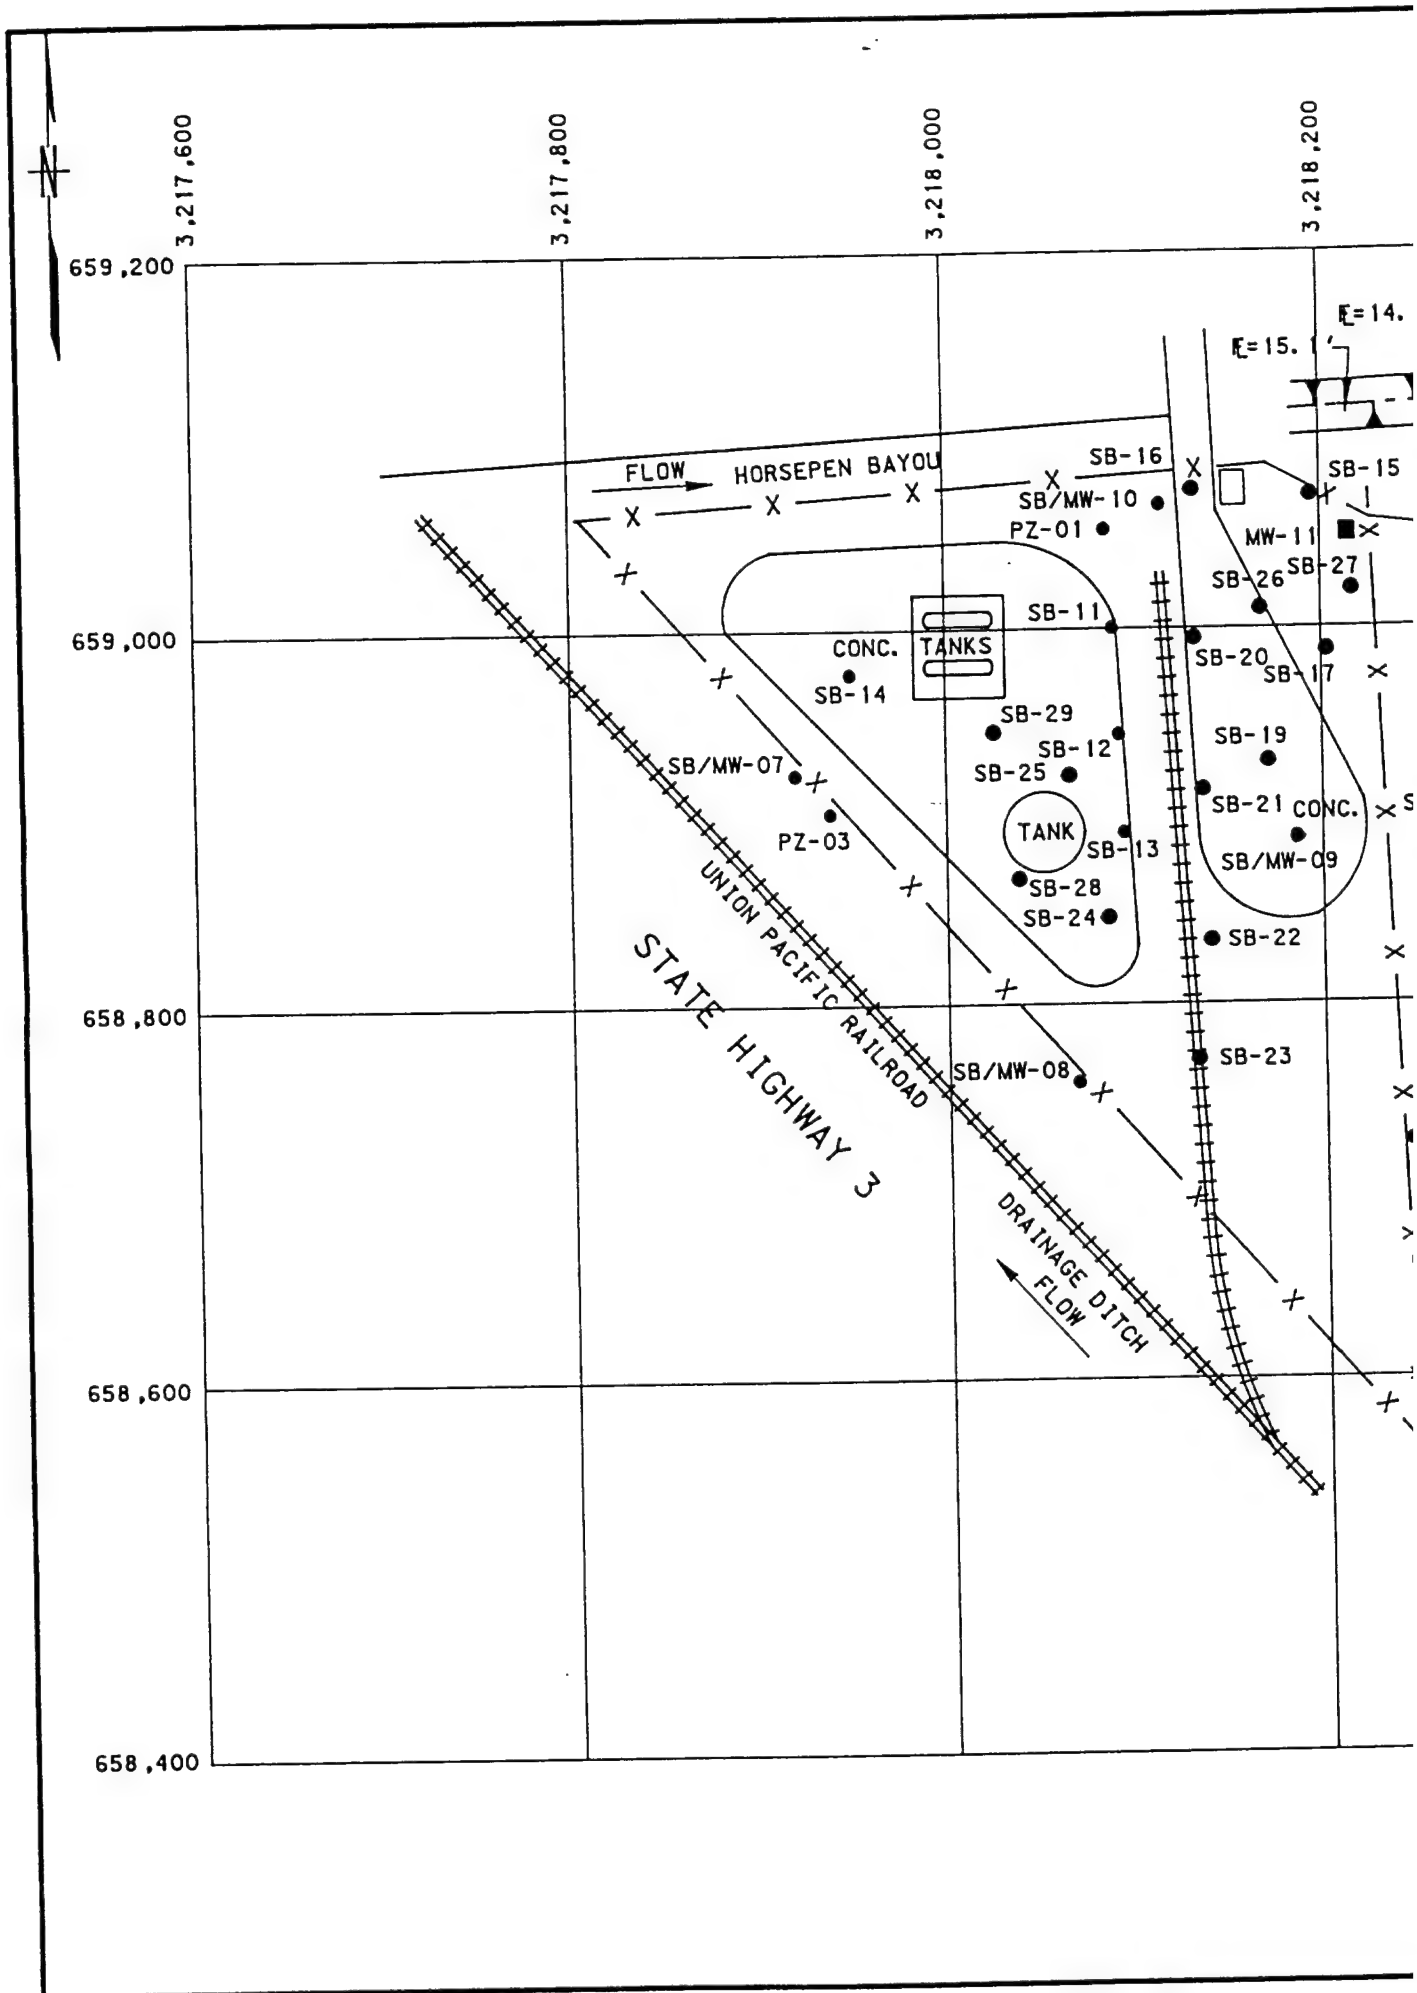 N
3,217,600
3,217,800
3,218,000
3,218,200
659,200
659,000
658,800
658,600
658,400
℄=14.
℄=15.1'
FLOW
HORSEPEN BAYOU
SB-16
SB/MW-10
PZ-01
SB-15
MW-11
SB-27
SB-26
SB-11
CONC.
TANKS
SB-14
SB-20
SB-17
SB-29
SB-12
SB-25
SB/MW-07
SB-19
PZ-03
TANK
SB-13
SB-21
CONC.
S
SB/MW-09
SB-28
SB-24
SB-22
UNION PACIFIC RAILROAD
STATE HIGHWAY 3
SB-23
SB/MW-08
DRAINAGE DITCH
FLOW